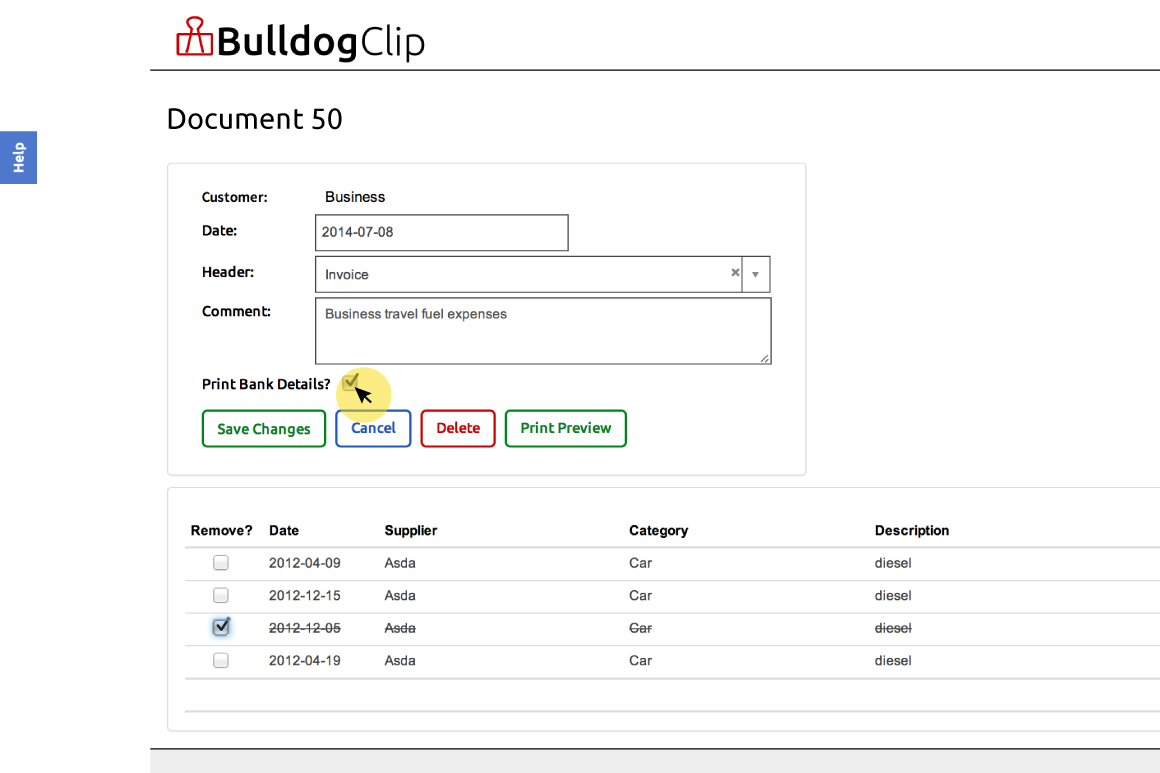 BulldogClip
Document 50
Help
Customer: Business
Date: 2014-07-08
Header: Invoice
Comment: Business travel fuel expenses
Print Bank Details?
Save Changes Cancel Delete Print Preview
Remove? Date Supplier Category Description
2012-04-09 Asda Car diesel
2012-12-15 Asda Car diesel
2012-12-05 Asda Car diesel
2012-04-19 Asda Car diesel